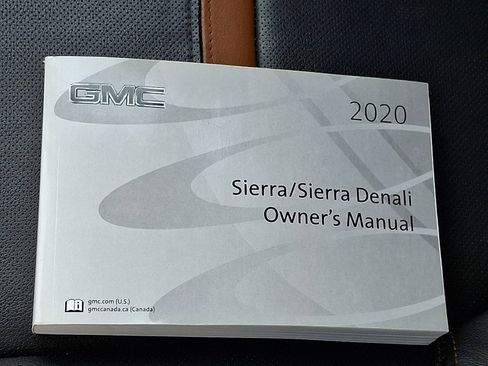 GMC
2020
Sierra/Sierra Denali
Owner's Manual
gmc.com (U.S.)
gmccanada.ca (Canada)